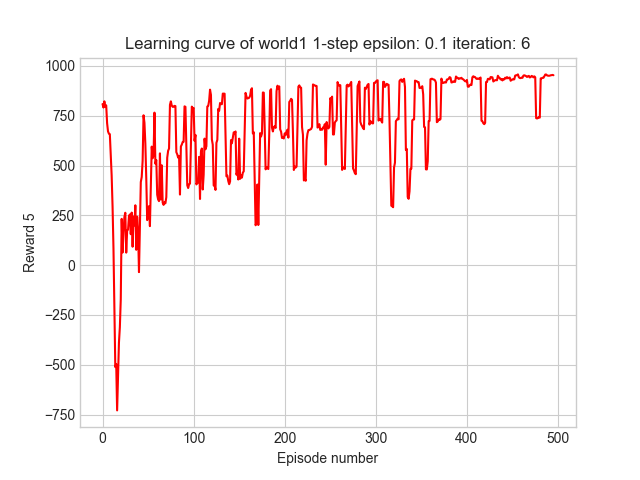 Learning curve of world1 1-step epsilon: 0.1 iteration: 6
1000
750
500
250
0
−250
−500
−750
Reward 5
0 100 200 300 400 500
Episode number